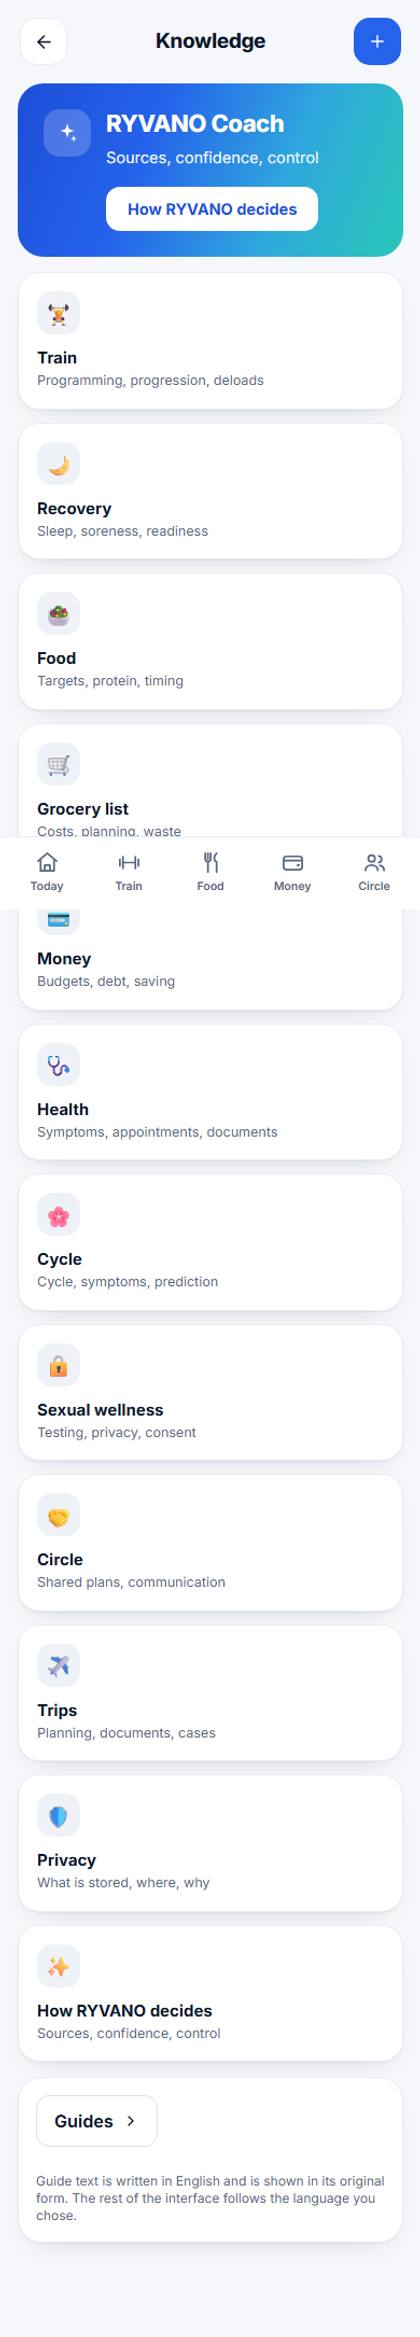 Knowledge
RYVANO Coach
Sources, confidence, control
How RYVANO decides
Train
Programming, progression, deloads
Recovery
Sleep, soreness, readiness
Food
Targets, protein, timing
Grocery list
Costs, planning, waste
Today
Train
Food
Money
Circle
Money
Budgets, debt, saving
Health
Symptoms, appointments, documents
Cycle
Cycle, symptoms, prediction
Sexual wellness
Testing, privacy, consent
Circle
Shared plans, communication
Trips
Planning, documents, cases
Privacy
What is stored, where, why
How RYVANO decides
Sources, confidence, control
Guides
Guide text is written in English and is shown in its original
form. The rest of the interface follows the language you
chose.